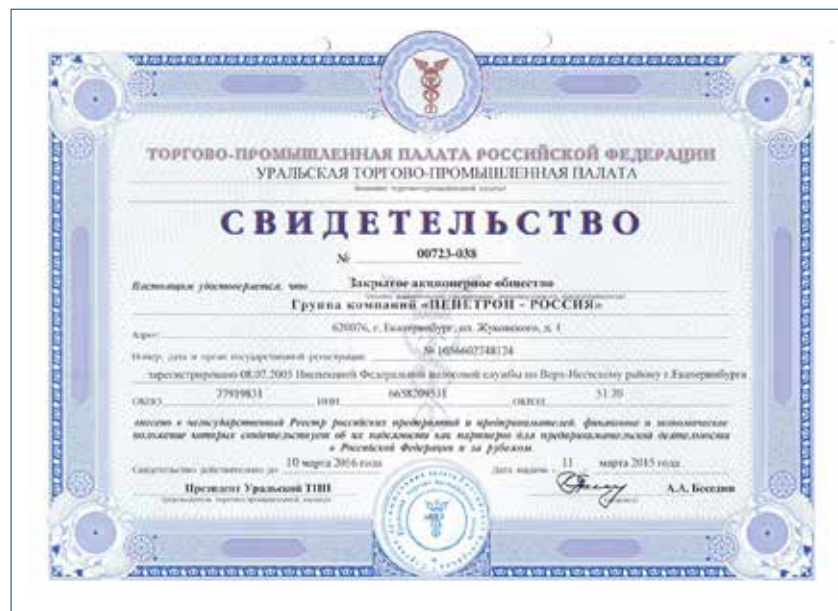 ТОРГОВО-ПРОМЫШЛЕННАЯ ПАЛАТА РОССИЙСКОЙ ФЕДЕРАЦИИ
УРАЛЬСКАЯ ТОРГОВО-ПРОМЫШЛЕННАЯ ПАЛАТА
СВИДЕТЕЛЬСТВО
№ 00723-038
Настоящим удостоверяется, что Закрытое акционерное общество
Группа компаний «ПЕНЕТРОН - РОССИЯ»
Адрес: 620076, г. Екатеринбург, пл. Жуковского, д. 1
Номер, дата и орган государственной регистрации
зарегистрировано 08.07.2005 Инспекцией Федеральной налоговой службы по Верх-Исетскому району г.Екатеринбурга
ОКПО 77919831 ИНН 6658209531 ОКПОД 51.70
внесено в негосударственный Реестр российских предприятий и предпринимателей, финансовое и экономическое
положение которых свидетельствует об их надежности как партнеров для предпринимательской деятельности
в Российской Федерации и за рубежом
Свидетельство действительно до 10 марта 2016 года Дата выдачи 11 марта 2015 года
Президент Уральской ТПП А.А. Беседин